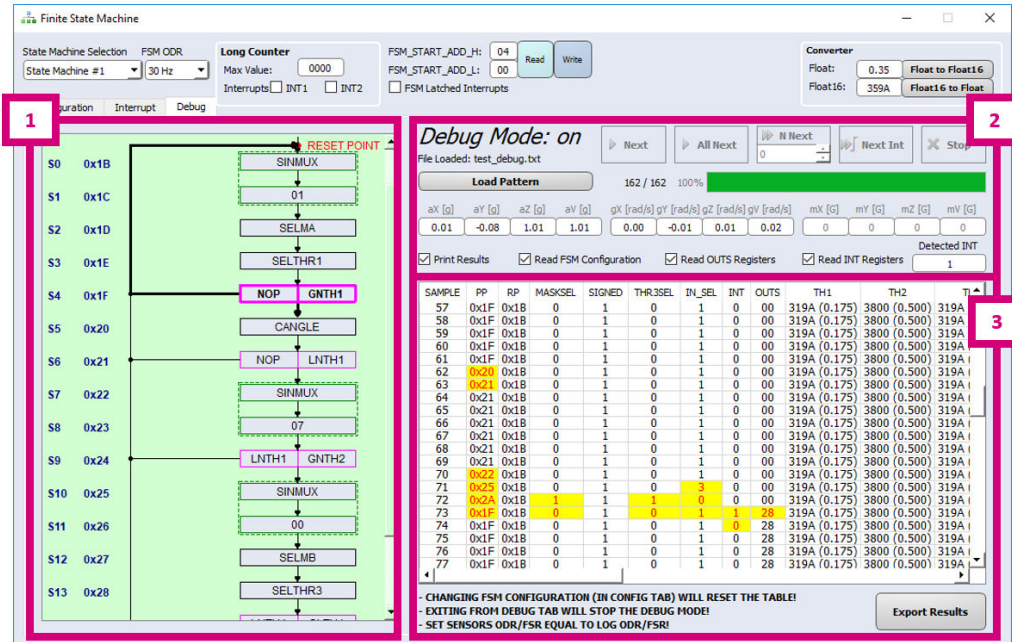 Finite State Machine
State Machine Selection FSM ODR
State Machine #1 30 Hz
Long Counter
Max Value: 0000
Interrupts INT1 INT2
FSM_START_ADD_H: 04
FSM_START_ADD_L: 00
Read Write
FSM Latched Interrupts
Converter
Float: 0.35 Float to Float16
Float16: 359A Float16 to Float
Interrupt Debug
1
RESET POINT
S0 0x1B SINMUX
S1 0x1C 01
S2 0x1D SELMA
S3 0x1E SELTHR1
S4 0x1F NOP GNTH1
S5 0x20 CANGLE
S6 0x21 NOP LNTH1
S7 0x22 SINMUX
S8 0x23 07
S9 0x24 LNTH1 GNTH2
S10 0x25 SINMUX
S11 0x26 00
S12 0x27 SELMB
S13 0x28 SELTHR3
2
Debug Mode: on
File Loaded: test_debug.txt
Next All Next N Next 0 Next Int Stop
Load Pattern 162 / 162 100%
aX [g] aY [g] aZ [g] aV [g] gX [rad/s] gY [rad/s] gZ [rad/s] gV [rad/s] mX [G] mY [G] mZ [G] mV [G]
0.01 -0.08 1.01 1.01 0.00 -0.01 0.01 0.02 0 0 0 0
Detected INT
Print Results Read FSM Configuration Read OUTS Registers Read INT Registers 1
3
SAMPLE PP RP MASKSEL SIGNED THR3SEL IN_SEL INT OUTS TH1 TH2
57 0x1F 0x1B 0 1 0 1 0 00 319A (0.175) 3800 (0.500) 319A
58 0x1F 0x1B 0 1 0 1 0 00 319A (0.175) 3800 (0.500) 319A
59 0x1F 0x1B 0 1 0 1 0 00 319A (0.175) 3800 (0.500) 319A
60 0x1F 0x1B 0 1 0 1 0 00 319A (0.175) 3800 (0.500) 319A
61 0x1F 0x1B 0 1 0 1 0 00 319A (0.175) 3800 (0.500) 319A (
62 0x20 0x1B 0 1 0 1 0 00 319A (0.175) 3800 (0.500) 319A (
63 0x21 0x1B 0 1 0 1 0 00 319A (0.175) 3800 (0.500) 319A (
64 0x21 0x1B 0 1 0 1 0 00 319A (0.175) 3800 (0.500) 319A (
65 0x21 0x1B 0 1 0 1 0 00 319A (0.175) 3800 (0.500) 319A (
66 0x21 0x1B 0 1 0 1 0 00 319A (0.175) 3800 (0.500) 319A (
67 0x21 0x1B 0 1 0 1 0 00 319A (0.175) 3800 (0.500) 319A (
68 0x21 0x1B 0 1 0 1 0 00 319A (0.175) 3800 (0.500) 319A (
69 0x21 0x1B 0 1 0 1 0 00 319A (0.175) 3800 (0.500) 319A (
70 0x22 0x1B 0 1 0 1 0 00 319A (0.175) 3800 (0.500) 319A (
71 0x25 0x1B 0 1 0 3 0 00 319A (0.175) 3800 (0.500) 319A (
72 0x2A 0x1B 1 1 1 0 0 00 319A (0.175) 3800 (0.500) 319A (
73 0x1F 0x1B 0 1 0 1 1 28 319A (0.175) 3800 (0.500) 319A (
74 0x1F 0x1B 0 1 0 1 0 28 319A (0.175) 3800 (0.500) 319A (
75 0x1F 0x1B 0 1 0 1 0 28 319A (0.175) 3800 (0.500) 319A (
76 0x1F 0x1B 0 1 0 1 0 28 319A (0.175) 3800 (0.500) 319A (
77 0x1F 0x1B 0 1 0 1 0 28 319A (0.175) 3800 (0.500) 319A (
- CHANGING FSM CONFIGURATION (IN CONFIG TAB) WILL RESET THE TABLE!
- EXITING FROM DEBUG TAB WILL STOP THE DEBUG MODE!
- SET SENSORS ODR/FSR EQUAL TO LOG ODR/FSR!
Export Results